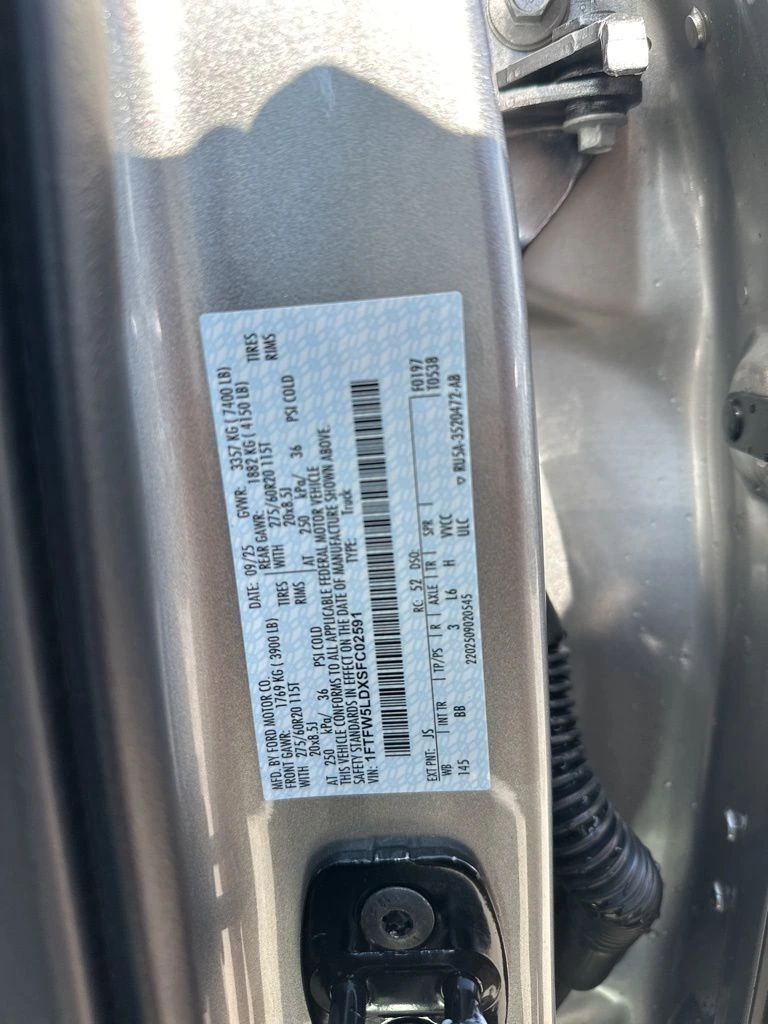 MFD. BY FORD MOTOR CO.
DATE: 09/25 GVWR: 3357 KG ( 7400 LB)
FRONT GAWR: 1769 KG ( 3900 LB) REAR GAWR: 1882 KG ( 4150 LB)
WITH 275/60R20 115T TIRES WITH 275/60R20 115T TIRES
20x8.5J RIMS 20x8.5J RIMS
AT 250 kPa/ 36 PSI COLD AT 250 kPa/ 36 PSI COLD
THIS VEHICLE CONFORMS TO ALL APPLICABLE FEDERAL MOTOR VEHICLE
SAFETY STANDARDS IN EFFECT ON THE DATE OF MANUFACTURE SHOWN ABOVE.
VIN: 1FTFW5LDXSFC02591 TYPE: Truck
F0197
T0538
EXT PNT: JS RC: 52 DSO:
WB INT TR TP/PS R AXLE TR SPR
145 BB 3 L6 H VVCC
ULC
2202509020545 RU5A-3520472-AB